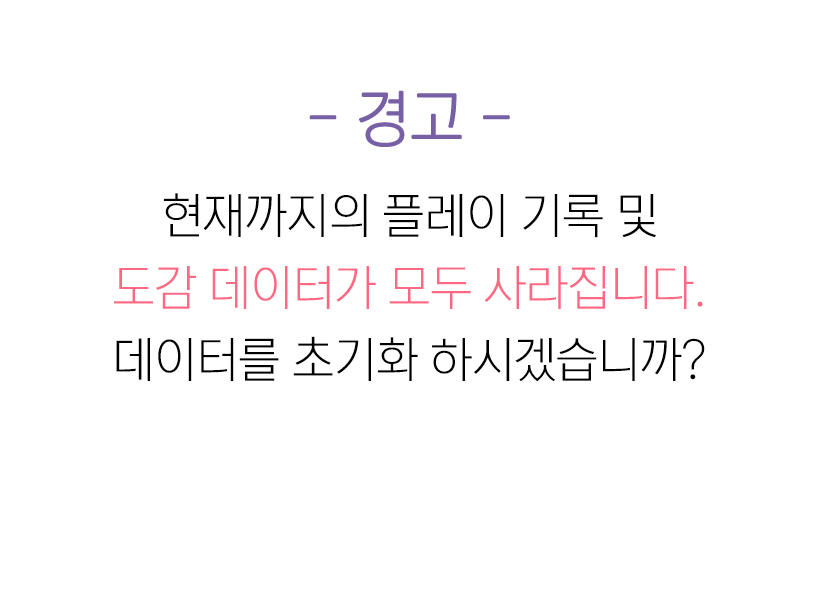 - 경고 -
현재까지의 플레이 기록 및
도감 데이터가 모두 사라집니다.
데이터를 초기화 하시겠습니까?